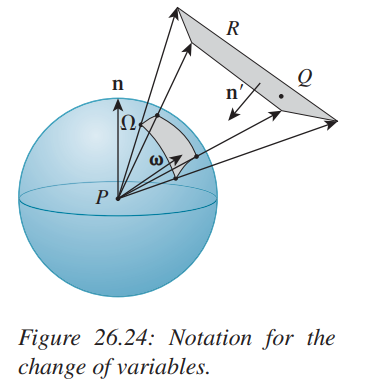 R
Q
n
n′
Ω
ω
P
Figure 26.24: Notation for the
change of variables.